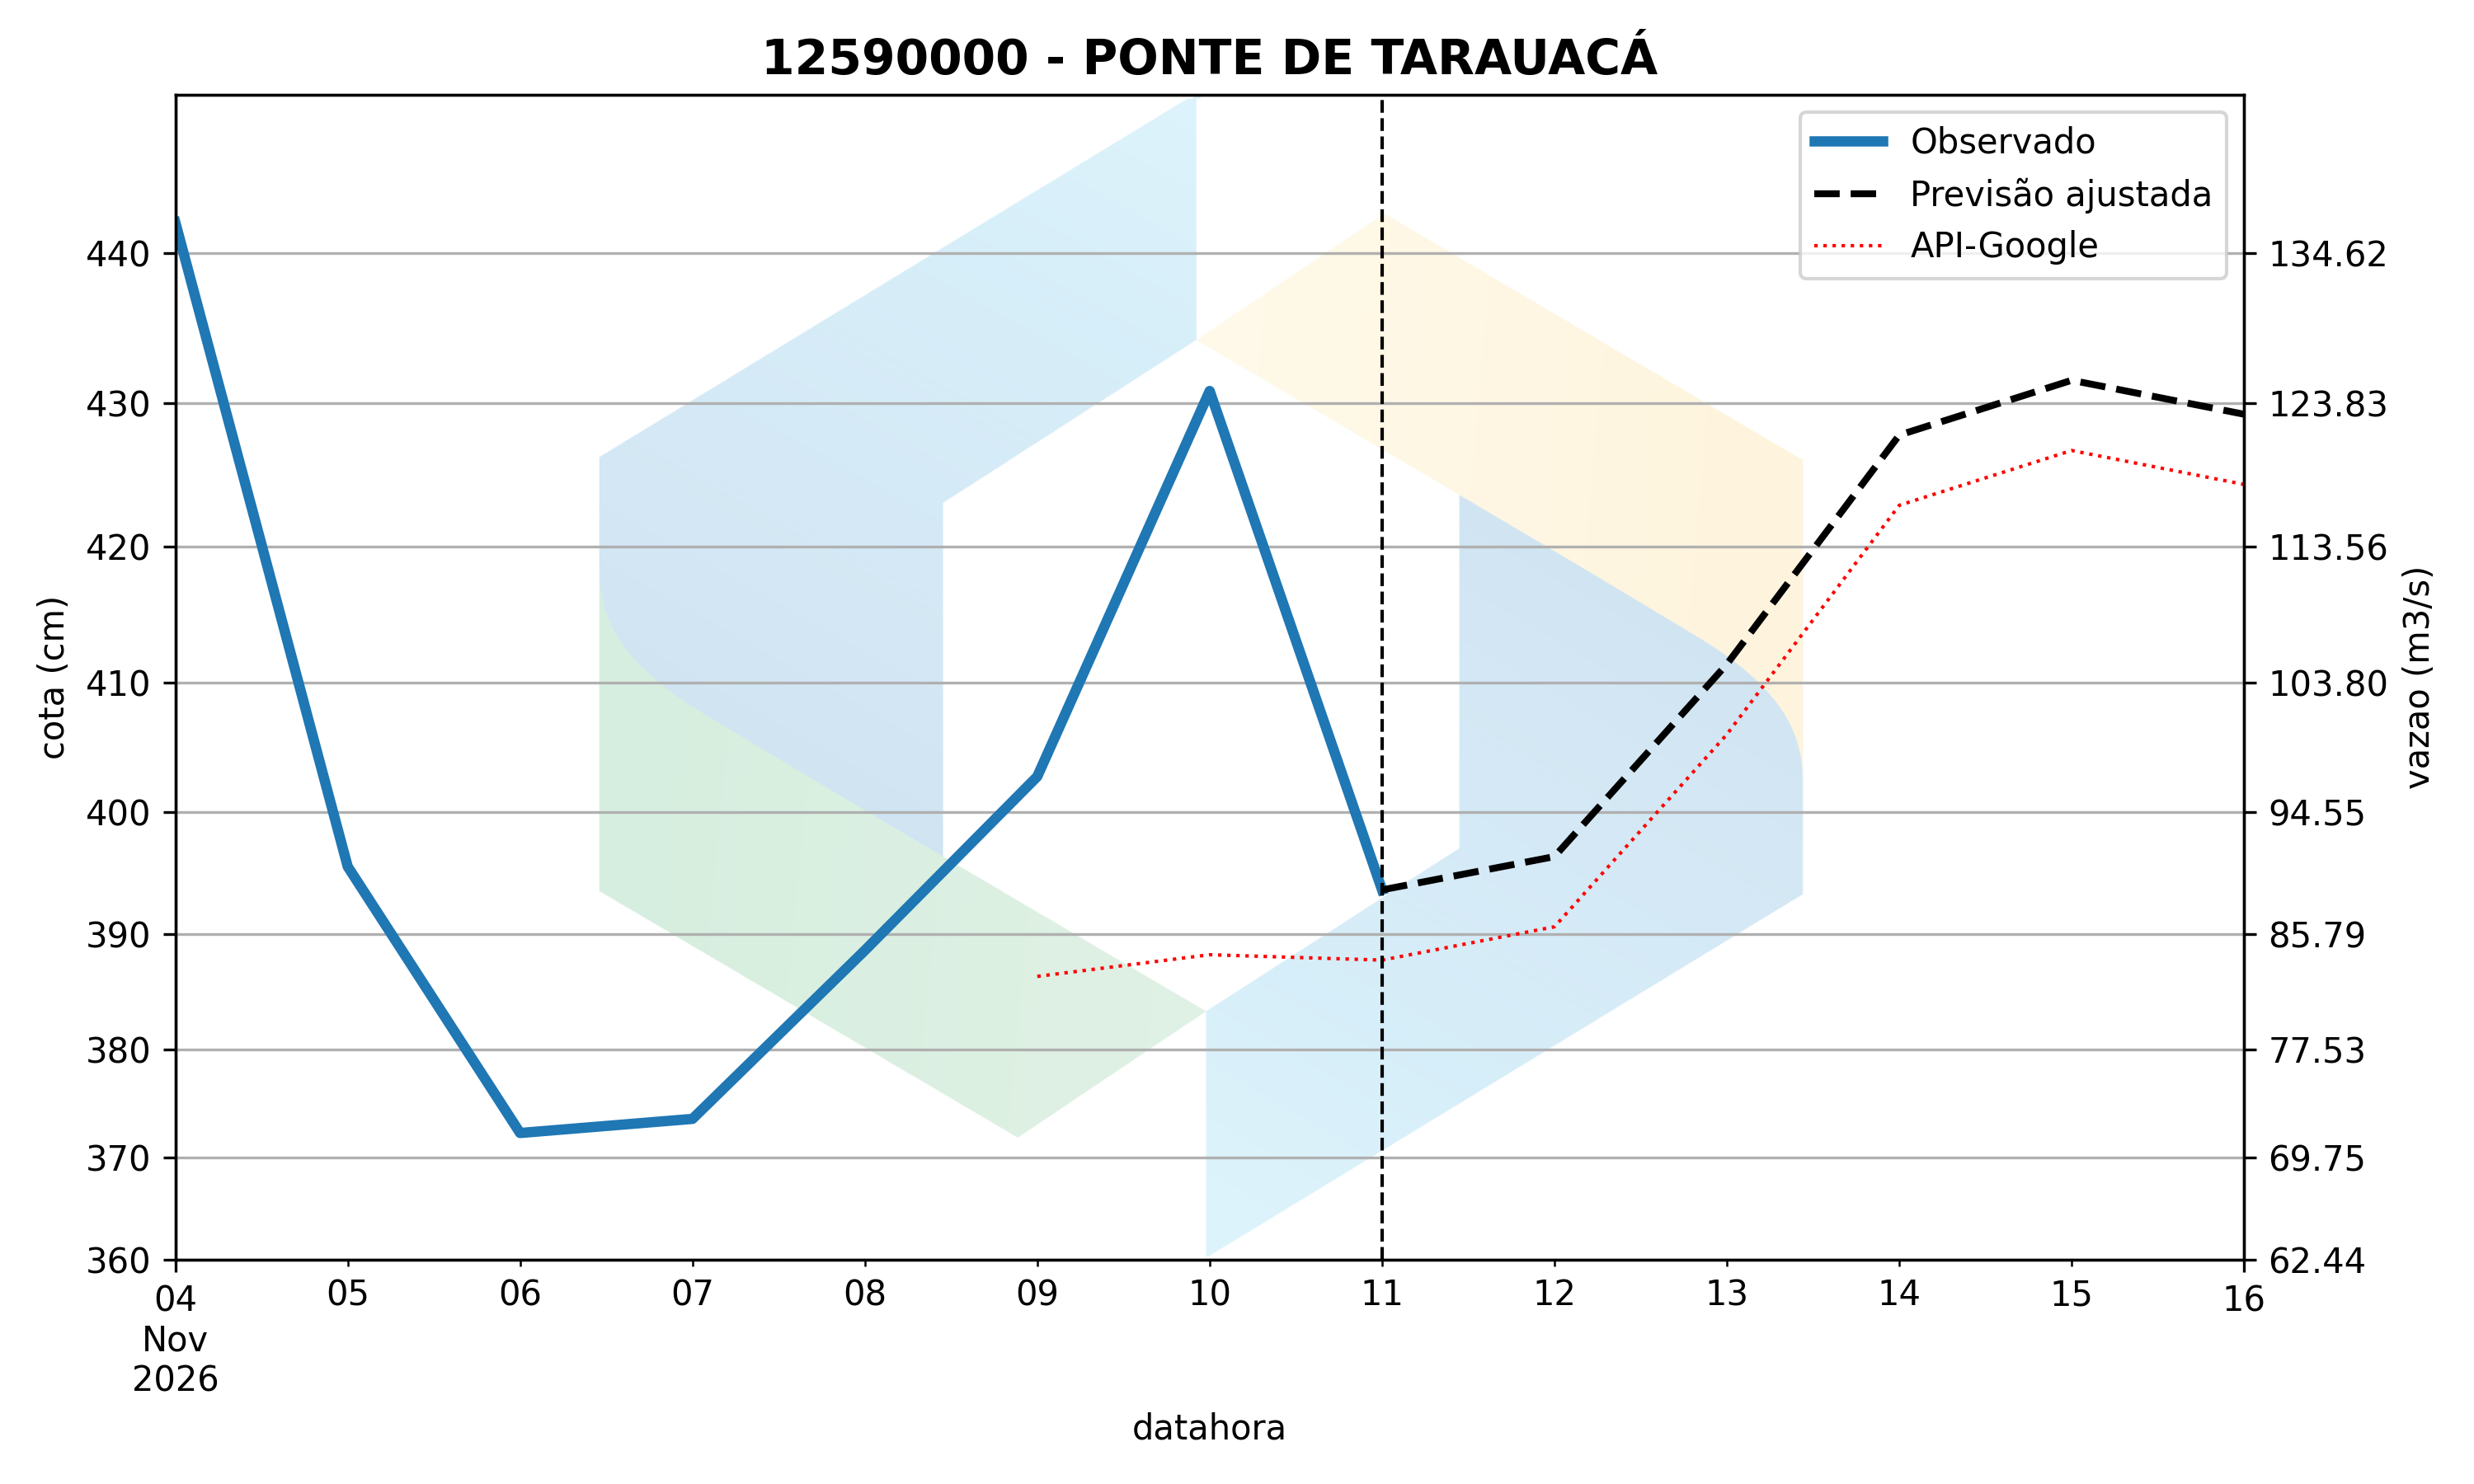 12590000 - PONTE DE TARAUACÁ
Observado
Previsão ajustada
API-Google
440
430
420
410
400
390
380
370
360
cota (cm)
134.62
123.83
113.56
103.80
94.55
85.79
77.53
69.75
62.44
vazao (m3/s)
04 05 06 07 08 09 10 11 12 13 14 15 16
Nov
2026
datahora